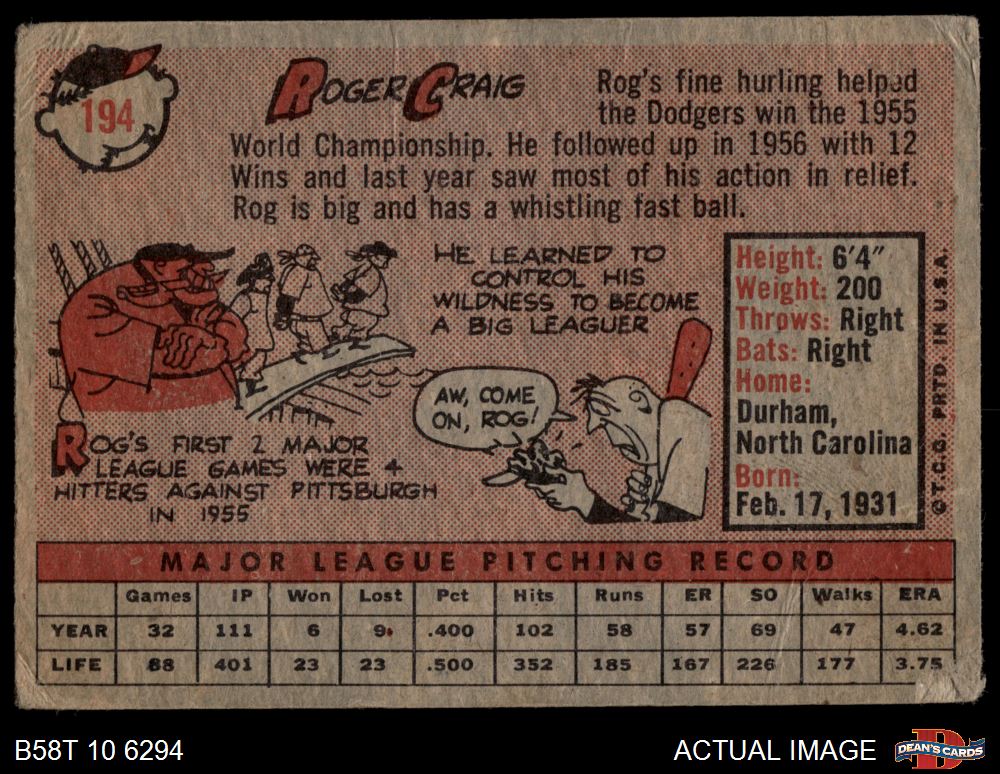 194
ROGER CRAIG
Rog's fine hurling helped
the Dodgers win the 1955
World Championship. He followed up in 1956 with 12
Wins and last year saw most of his action in relief.
Rog is big and has a whistling fast ball.
HE LEARNED TO
CONTROL HIS
WILDNESS TO BECOME
A BIG LEAGUER
AW, COME
ON, ROG!
ROG'S FIRST 2 MAJOR
LEAGUE GAMES WERE 4
HITTERS AGAINST PITTSBURGH
IN 1955
Height: 6'4"
Weight: 200
Throws: Right
Bats: Right
Home:
Durham,
North Carolina
Born:
Feb. 17, 1931
© T.C.G. PRTD. IN U.S.A.
MAJOR LEAGUE PITCHING RECORD
Games IP Won Lost Pct Hits Runs ER SO Walks ERA
YEAR 32 111 6 9 .400 102 58 57 69 47 4.62
LIFE 88 401 23 23 .500 352 185 167 226 177 3.75
B58T 10 6294
ACTUAL IMAGE
DEAN'S CARDS